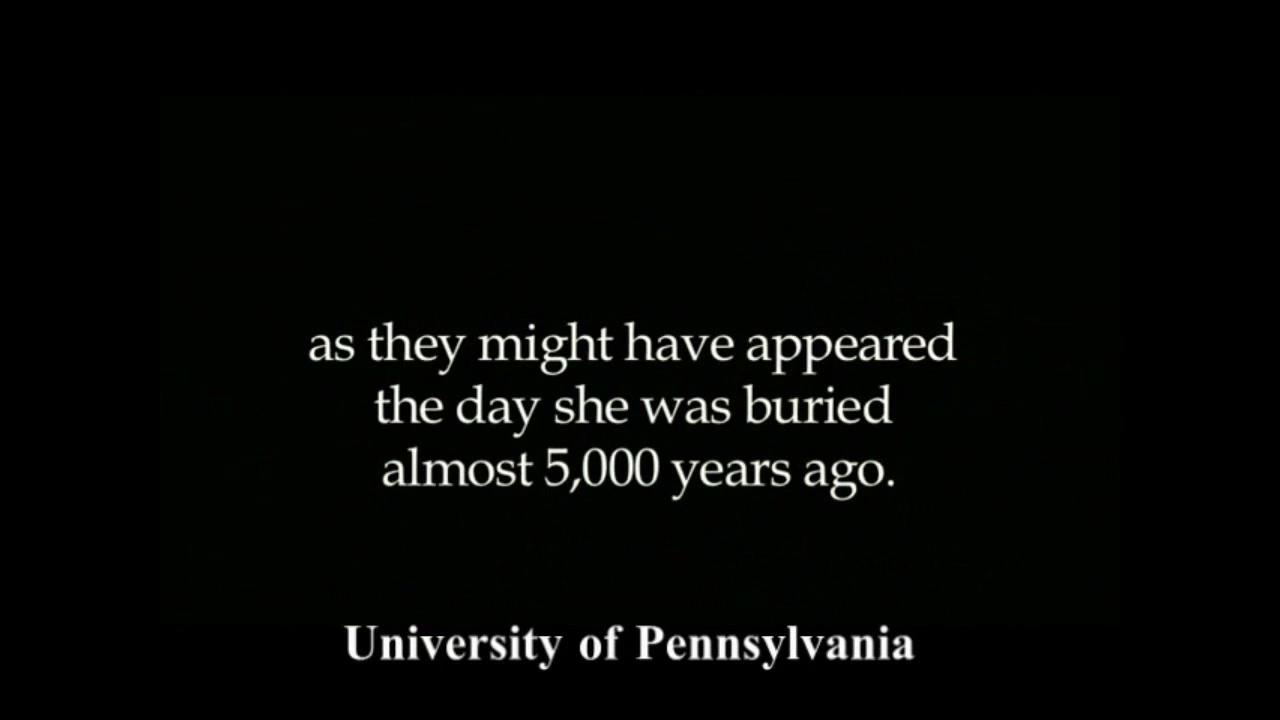 as they might have appeared
the day she was buried
almost 5,000 years ago.
University of Pennsylvania